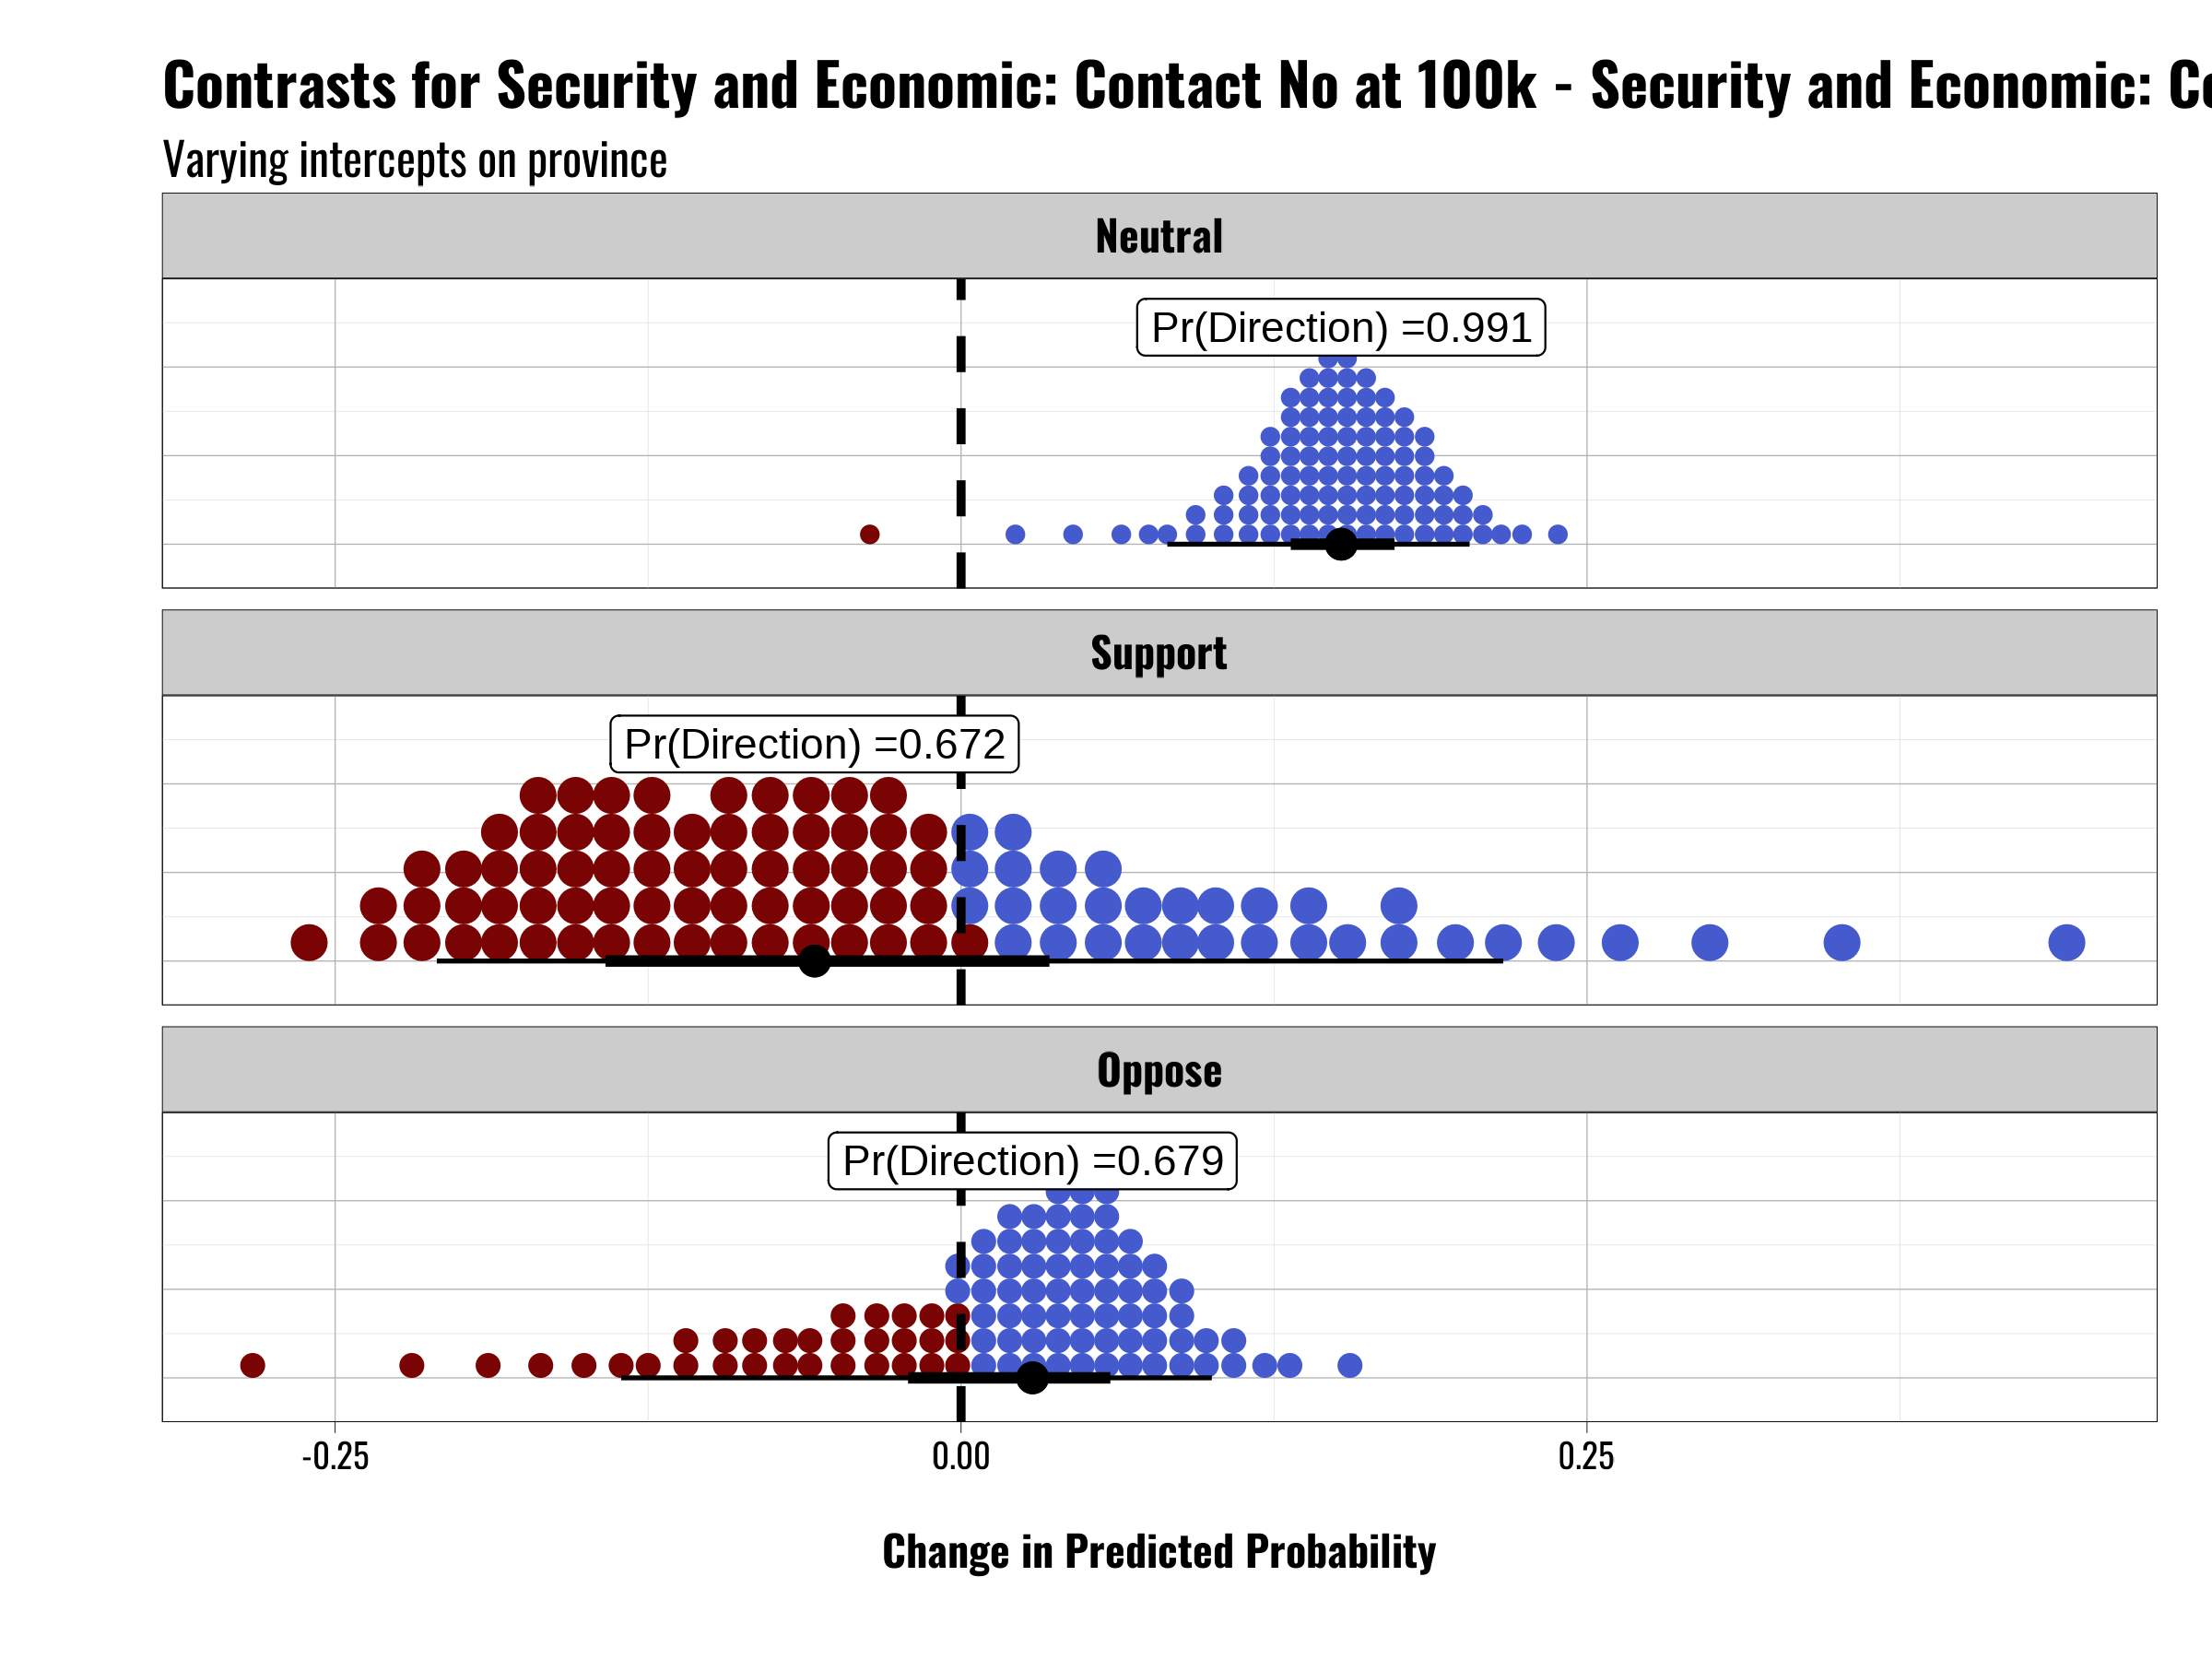 Contrasts for Security and Economic: Contact No at 100k - Security and Economic:
Varying intercepts on province
Neutral
Pr(Direction) =0.991
Support
Pr(Direction) =0.672
Oppose
Pr(Direction) =0.679
-0.25 0.00 0.25
Change in Predicted Probability